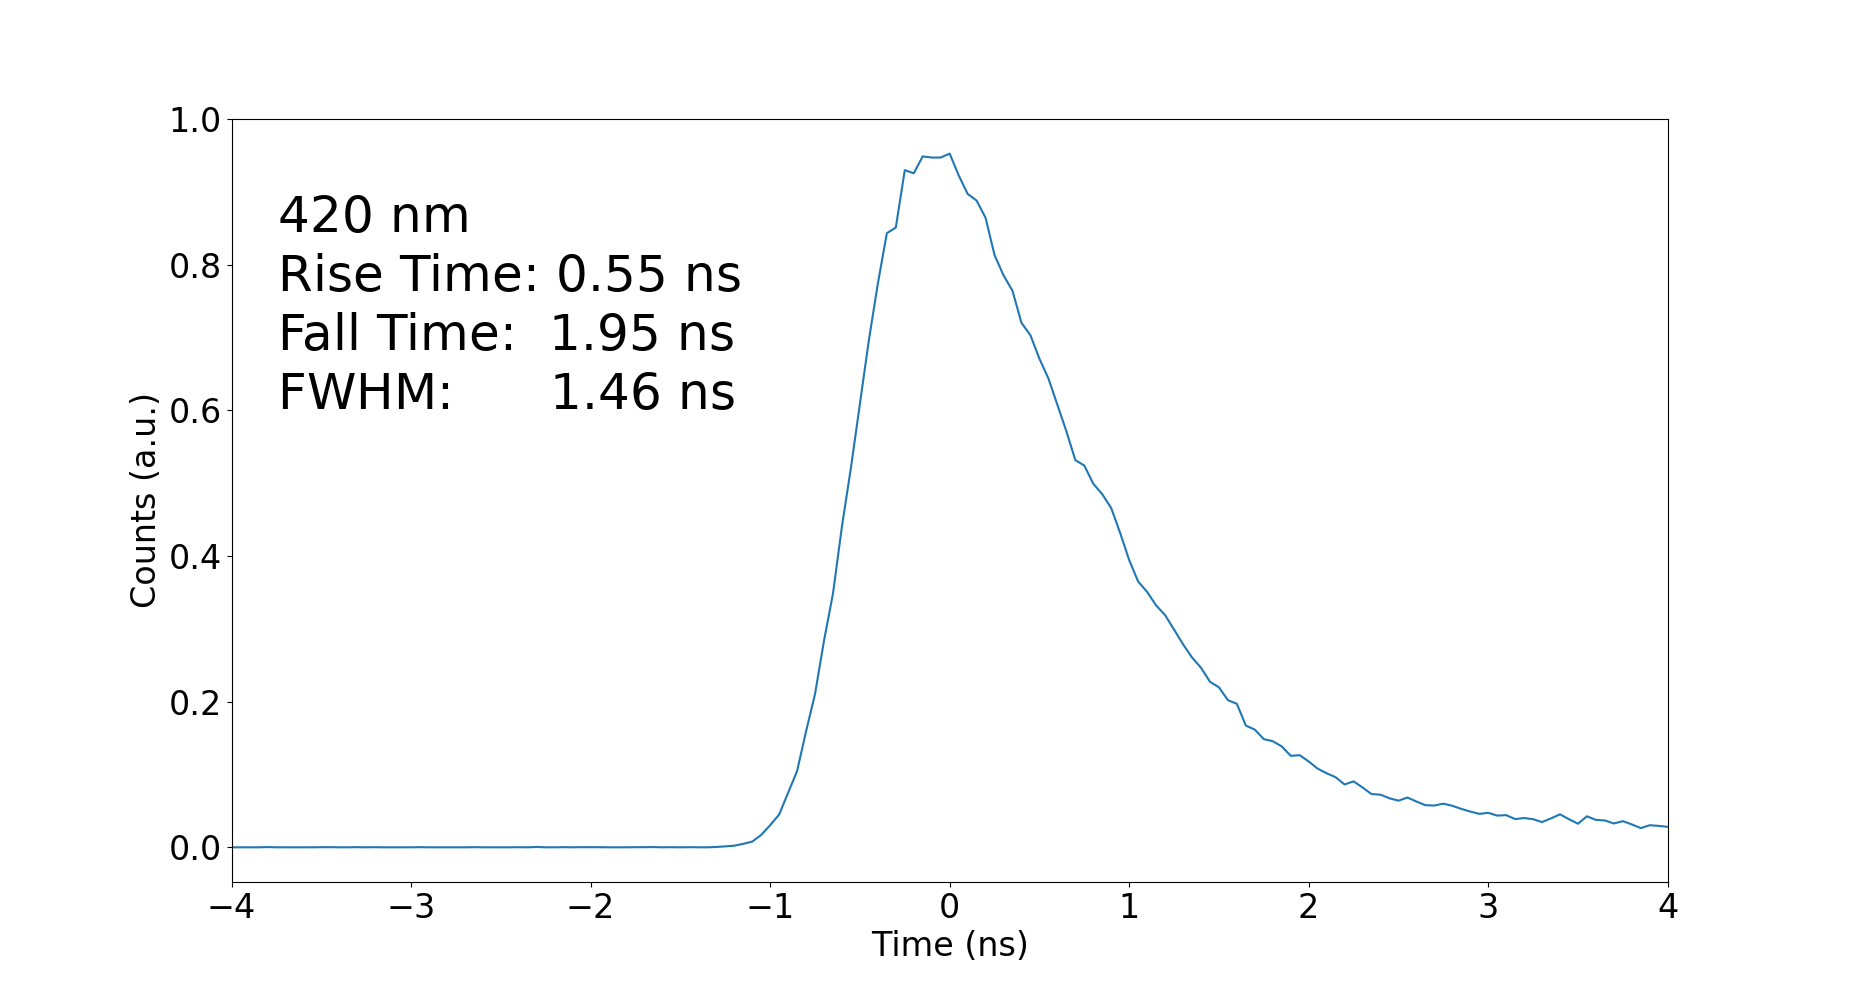 420 nm
Rise Time: 0.55 ns
Fall Time: 1.95 ns
FWHM: 1.46 ns
Counts (a.u.)
1.0
0.8
0.6
0.4
0.2
0.0
−4 −3 −2 −1 0 1 2 3 4
Time (ns)